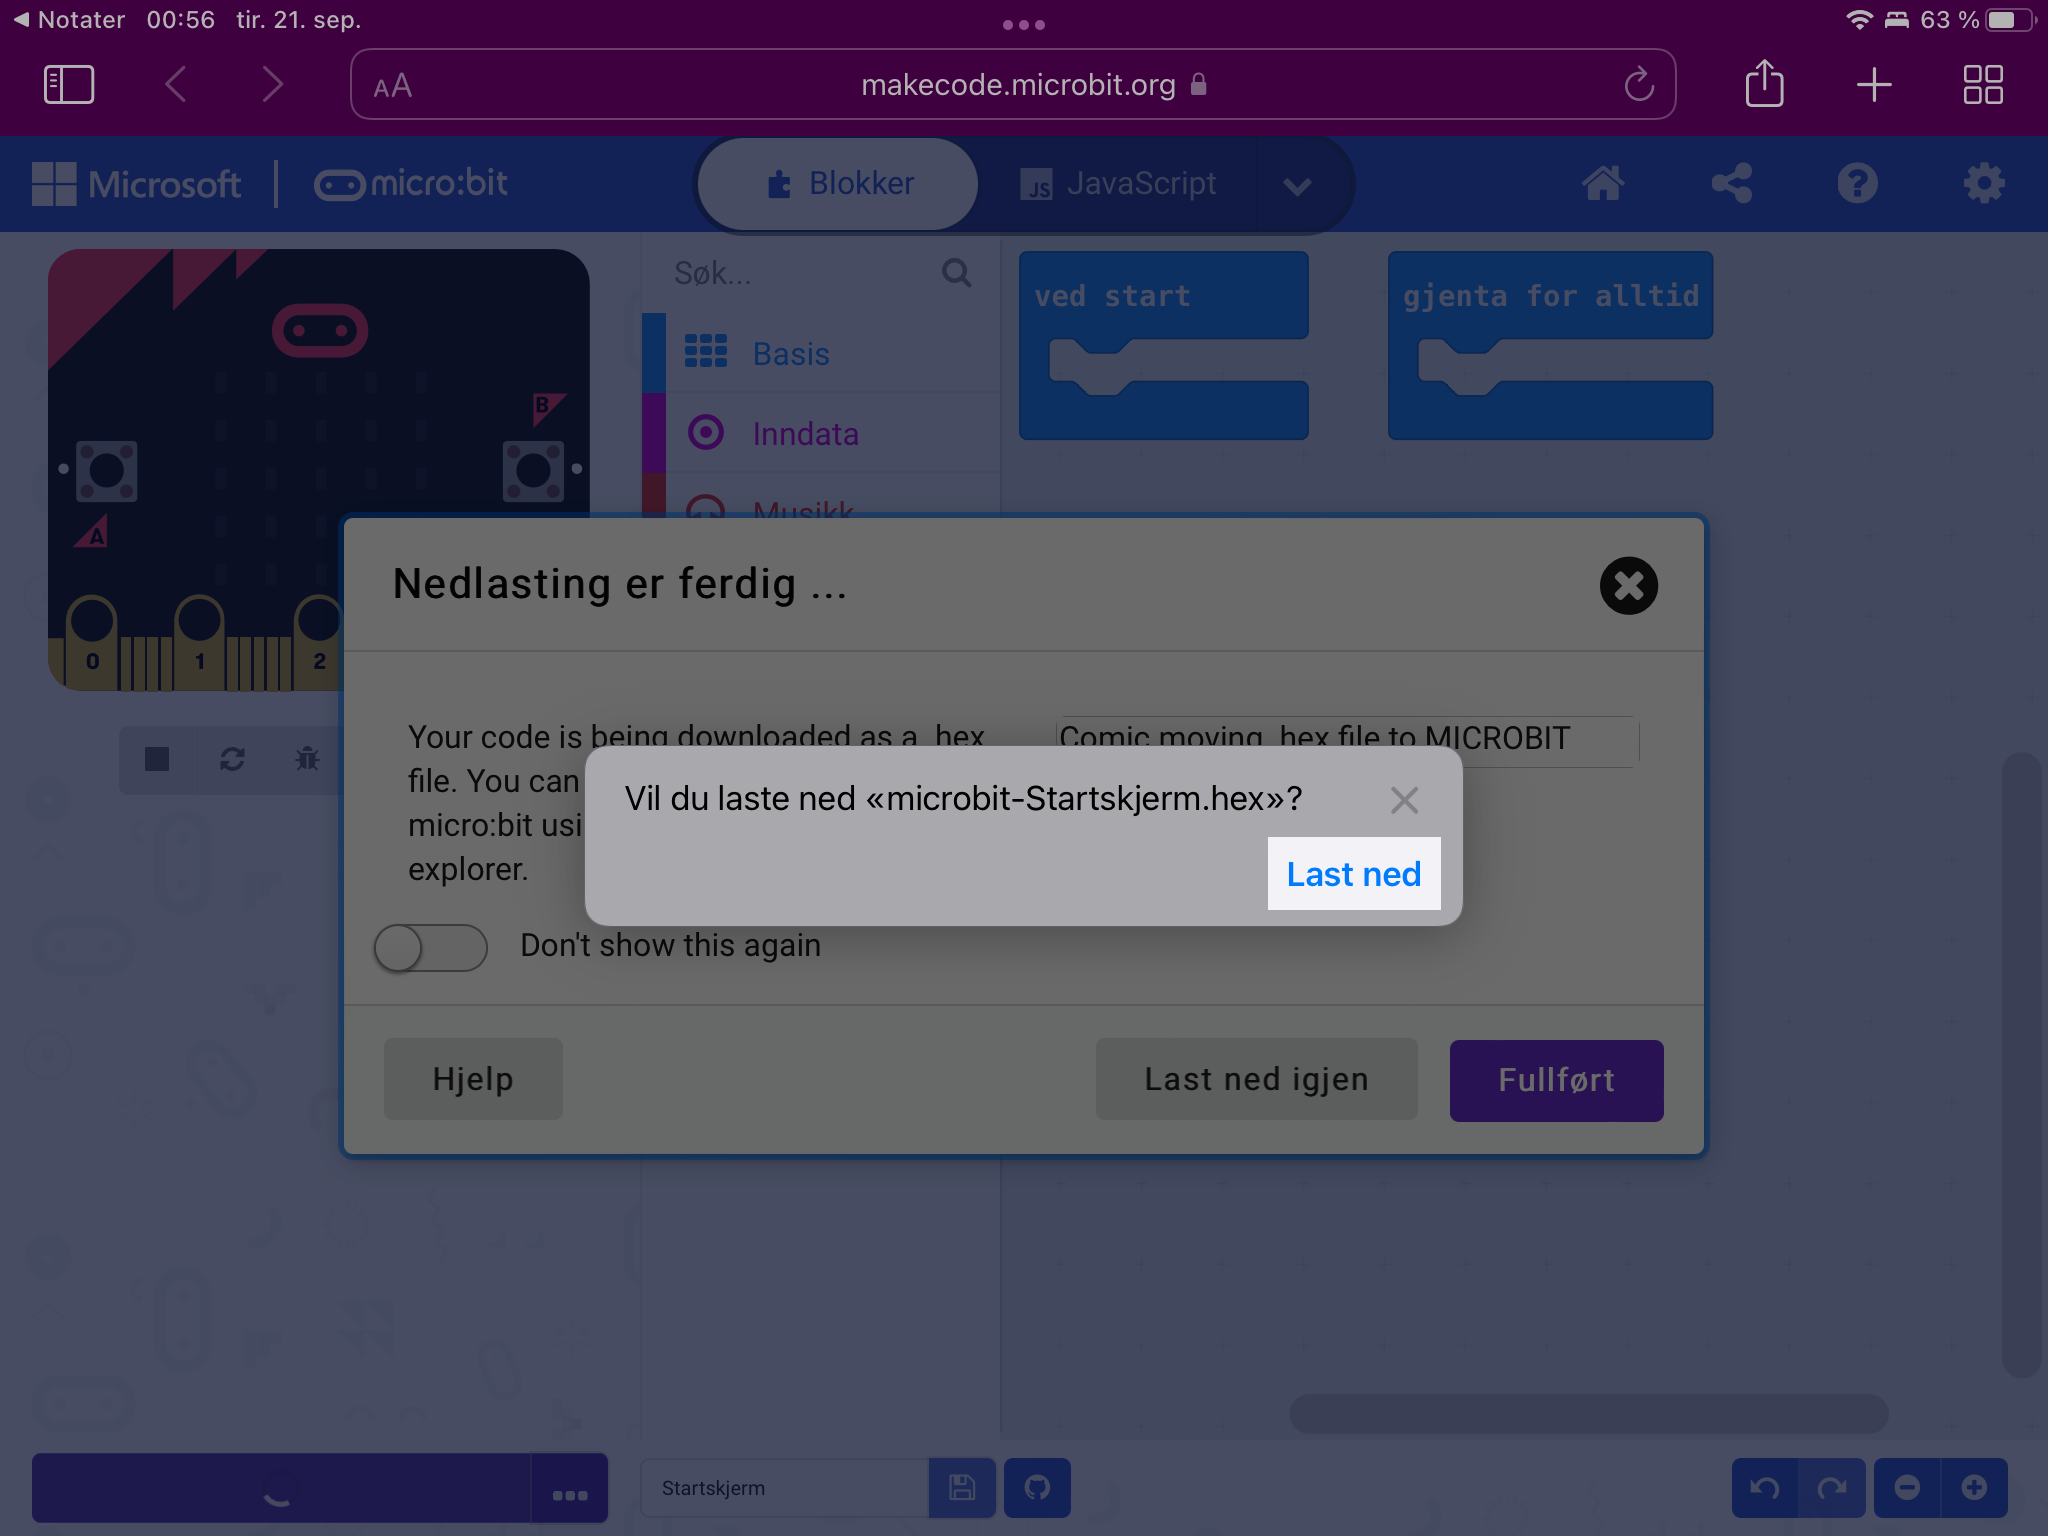 Notater 00:56 tir. 21. sep.
63 %
AA
makecode.microbit.org
Microsoft
micro:bit
Blokker
JS JavaScript
Søk...
Basis
Inndata
Musikk
ved start
gjenta for alltid
B
A
0
1
2
Nedlasting er ferdig ...
Your code is being downloaded as a .hex
file. You can
micro:bit usi
explorer.
Comic moving .hex file to MICROBIT
Vil du laste ned «microbit-Startskjerm.hex»?
Last ned
Don't show this again
Hjelp
Last ned igjen
Fullført
Startskjerm